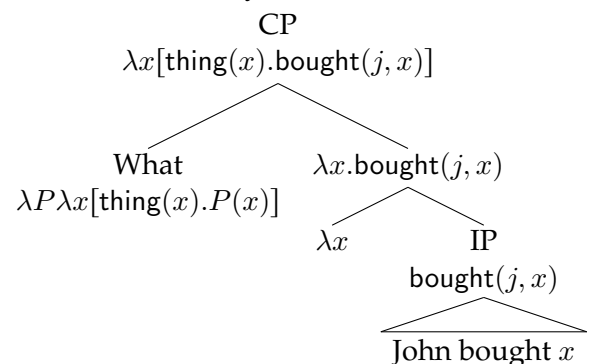 CP
λx[thing(x).bought(j, x)]
What λx.bought(j, x)
λPλx[thing(x).P(x)]
λx IP
bought(j, x)
John bought x